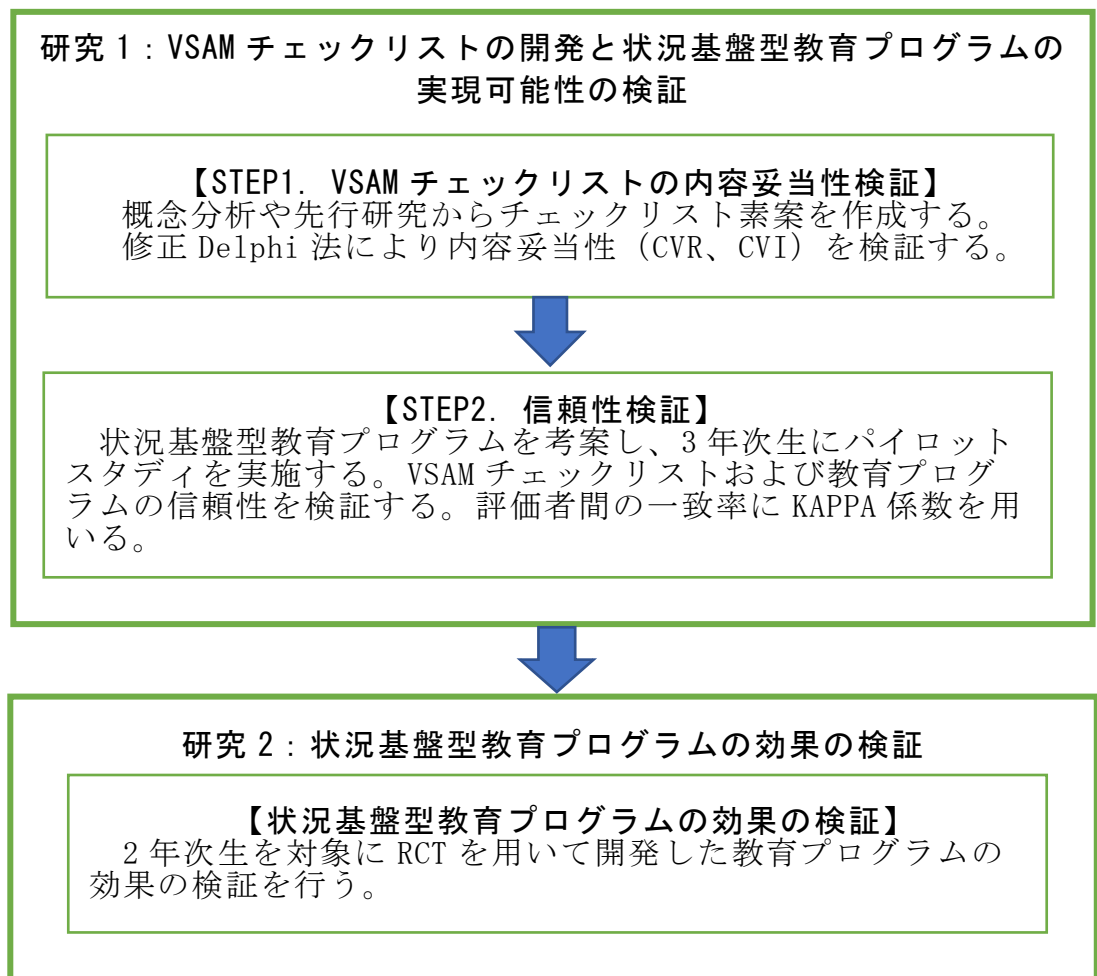 研究 1：VSAM チェックリストの開発と状況基盤型教育プログラムの
実現可能性の検証
【STEP1. VSAM チェックリストの内容妥当性検証】
概念分析や先行研究からチェックリスト素案を作成する。
修正 Delphi 法により内容妥当性（CVR、CVI）を検証する。
【STEP2. 信頼性検証】
状況基盤型教育プログラムを考案し、3 年次生にパイロット
スタディを実施する。VSAM チェックリストおよび教育プログ
ラムの信頼性を検証する。評価者間の一致率に KAPPA 係数を用
いる。
研究 2：状況基盤型教育プログラムの効果の検証
【状況基盤型教育プログラムの効果の検証】
2 年次生を対象に RCT を用いて開発した教育プログラムの
効果の検証を行う。